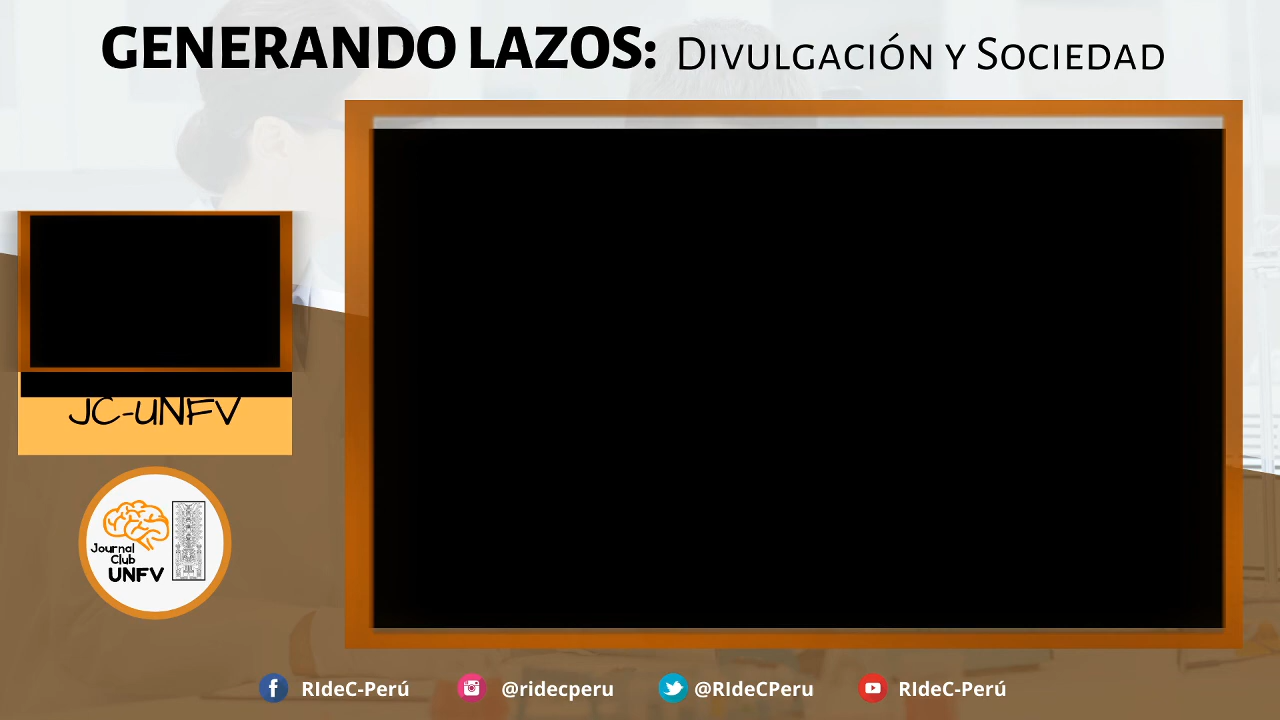 GENERANDO LAZOS: Divulgación y Sociedad
JC-UNFV
Journal
Club
UNFV
RIdeC-Perú @ridecperu @RIdeCPeru RIdeC-Perú